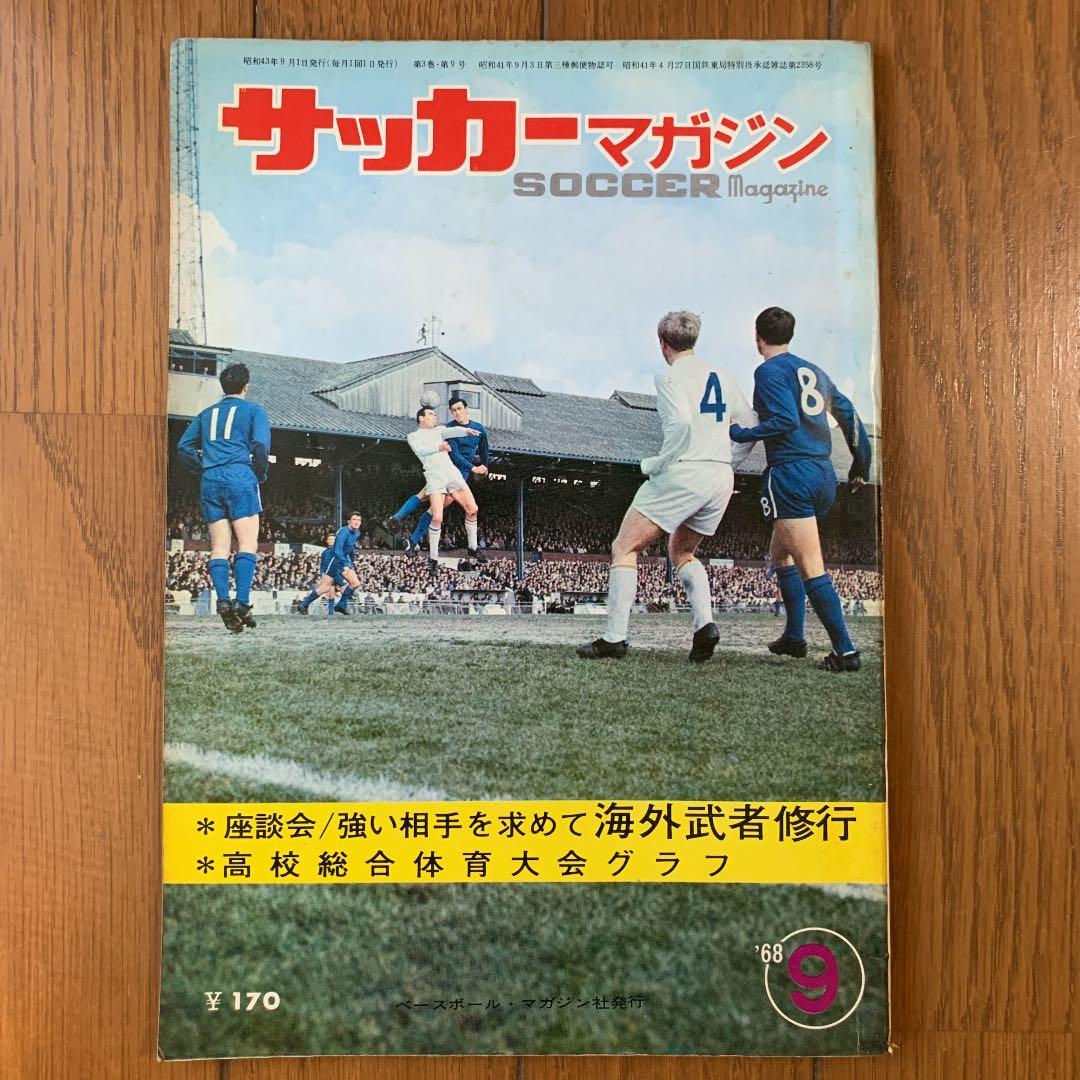 昭和43年9月1日発行(毎月1回1日発行) 第3巻・第9号 昭和41年9月3日第三種郵便物認可 昭和41年4月27日国鉄東局特別扱承認雑誌第2358号
サッカーマガジン
SOCCER Magazine
11
4
8
8
*座談会/強い相手を求めて海外武者修行
*高校総合体育大会グラフ
'68
9
¥170
ベースボール・マガジン社発行